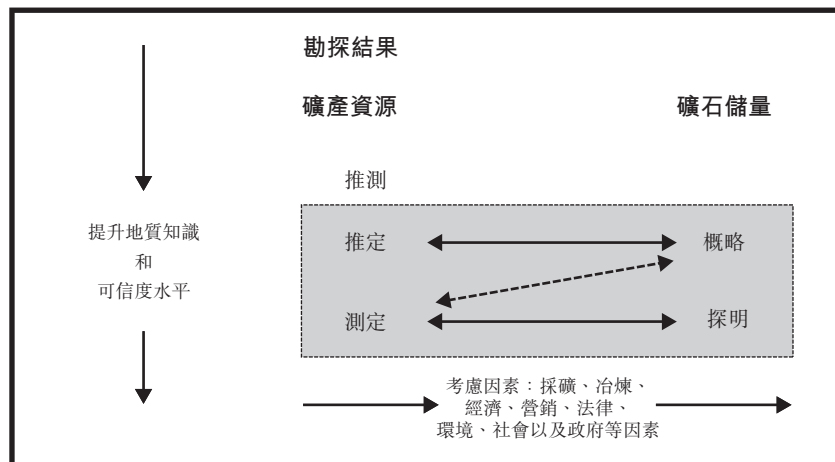 勘探結果
礦產資源
礦石儲量
推測
提升地质知識
和
可信度水平
推定
概略
測定
探明
考慮因素：採礦、冶煉、
經濟、營銷、法律、
環境、社會以及政府等因素